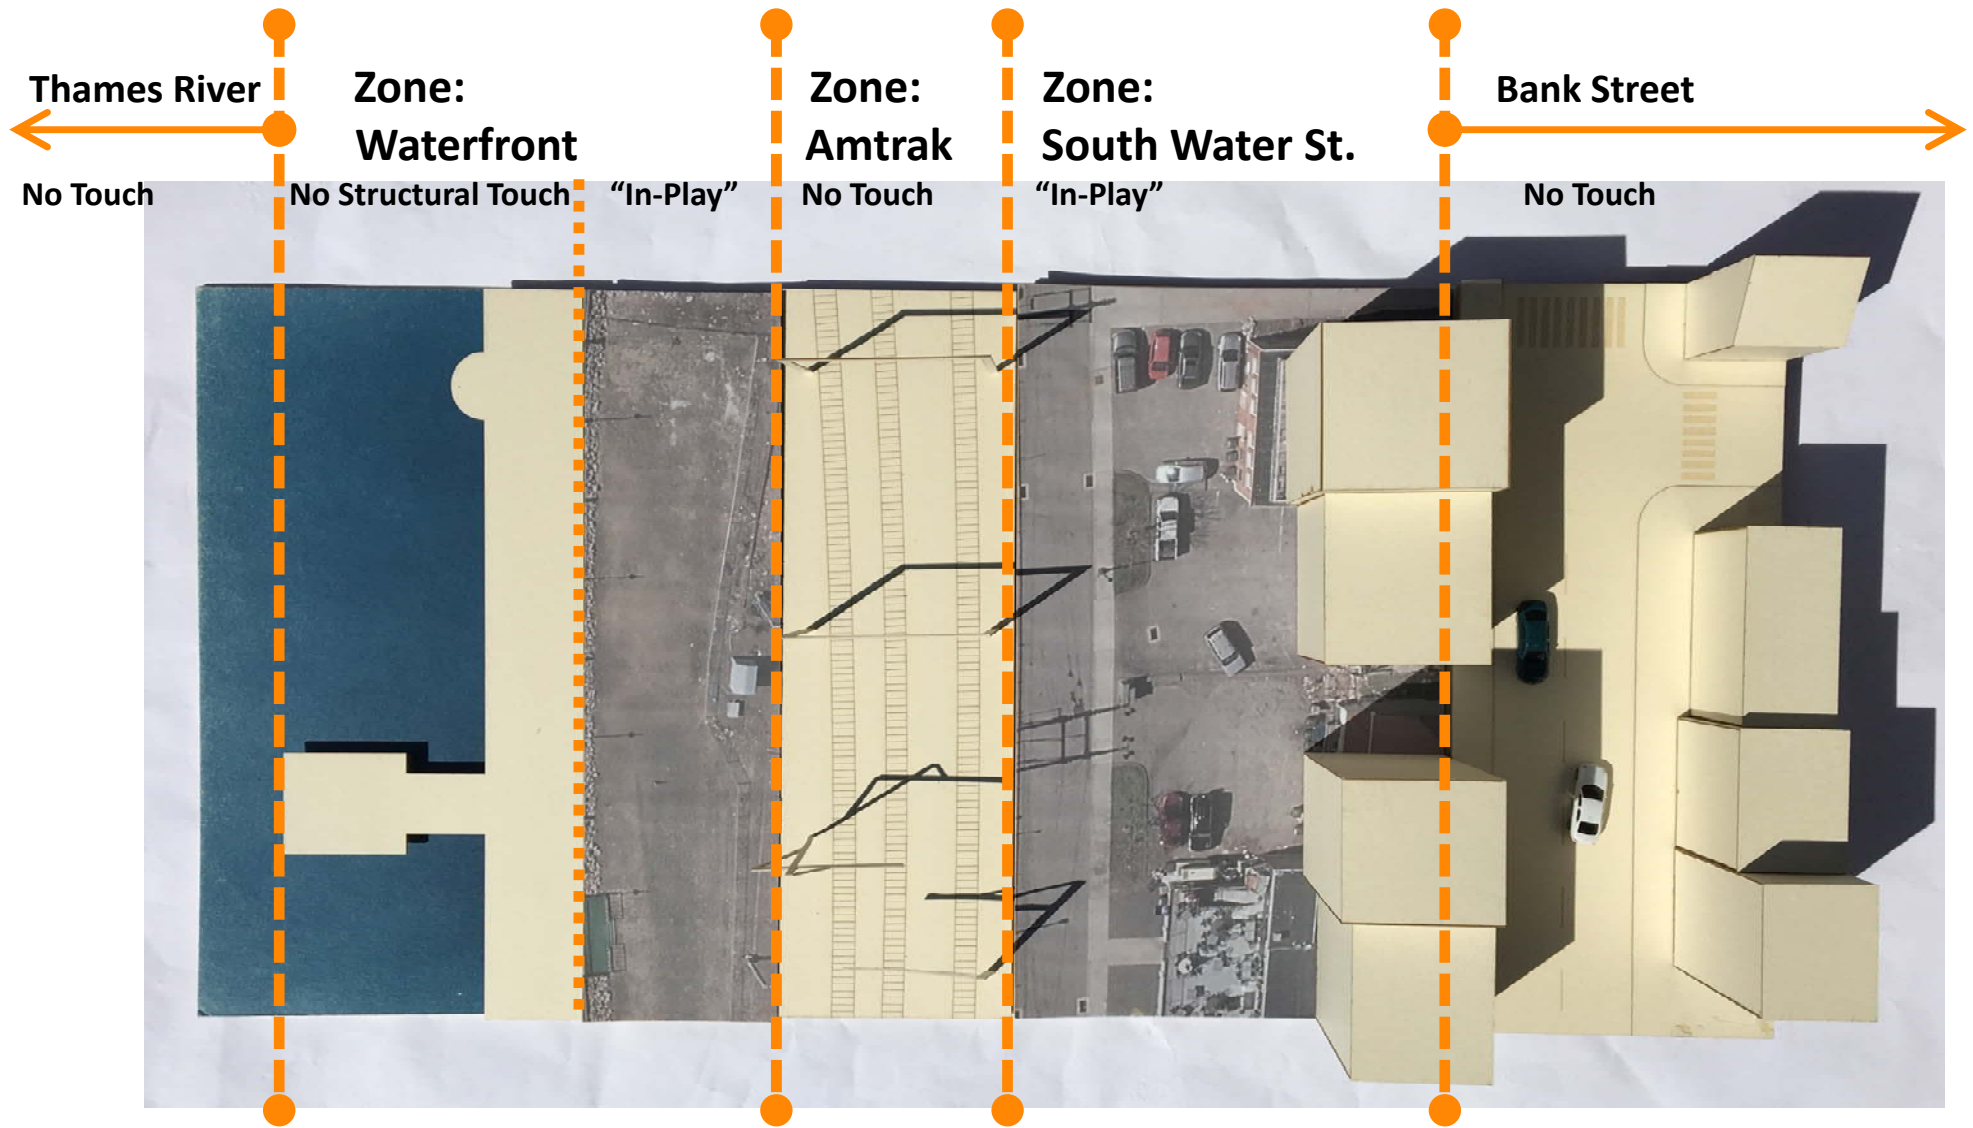 Thames River
Zone:
Waterfront
Zone:
Amtrak
Zone:
South Water St.
Bank Street
No Touch
No Structural Touch
“In-Play”
No Touch
“In-Play”
No Touch